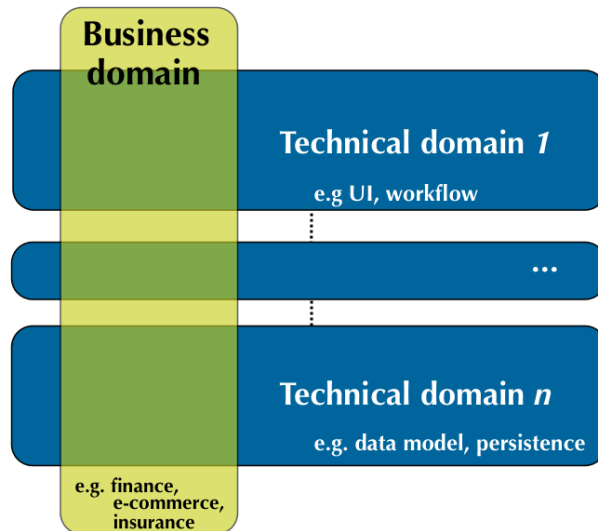 Business
domain
Technical domain 1
e.g UI, workflow
...
Technical domain n
e.g. data model, persistence
e.g. finance,
e-commerce,
insurance